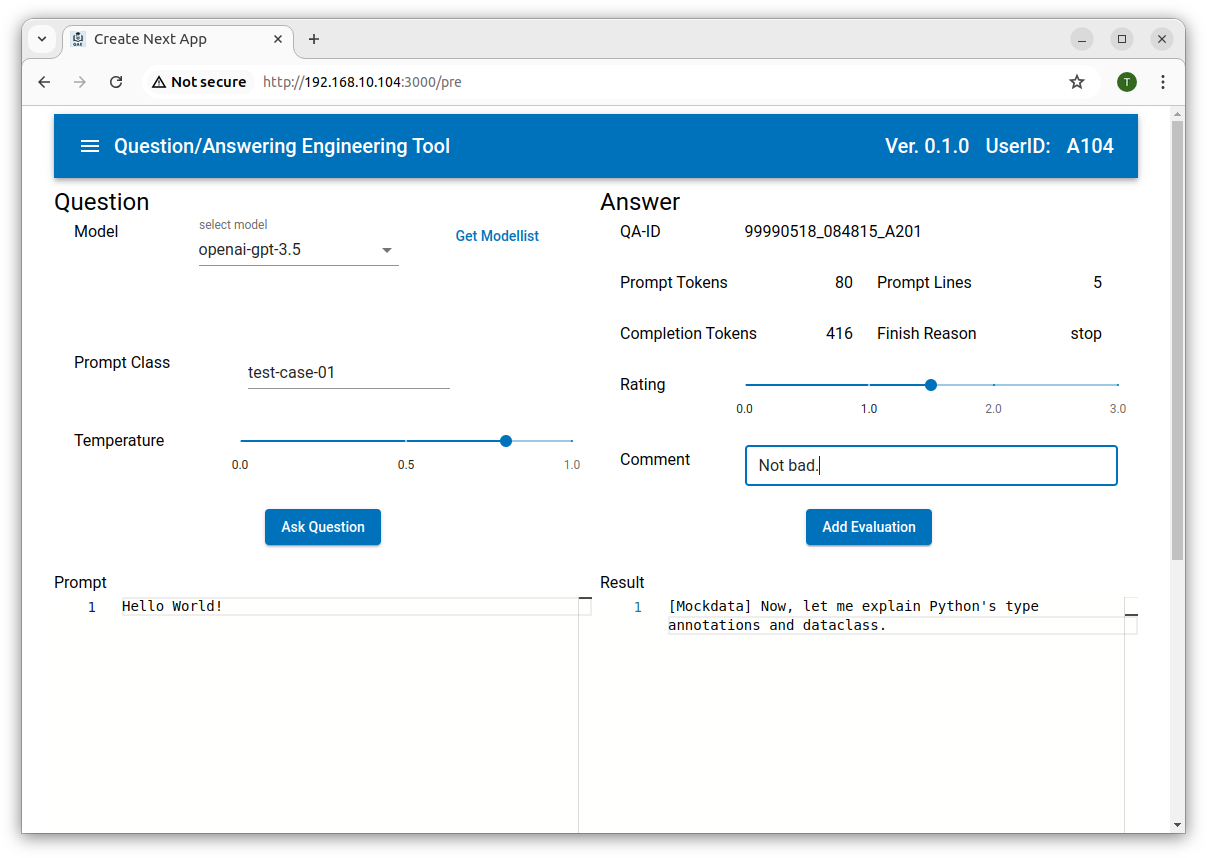 Create Next App
Not secure http://192.168.10.104:3000/pre
T
Question/Answering Engineering Tool Ver. 0.1.0 UserID: A104
Question
Model
select model
openai-gpt-3.5
Get Modellist
Prompt Class
test-case-01
Temperature
0.0 0.5 1.0
Ask Question
Prompt
1 Hello World!
Answer
QA-ID 99990518_084815_A201
Prompt Tokens 80 Prompt Lines 5
Completion Tokens 416 Finish Reason stop
Rating
0.0 1.0 2.0 3.0
Comment Not bad.
Add Evaluation
Result
1 [Mockdata] Now, let me explain Python's type
annotations and dataclass.